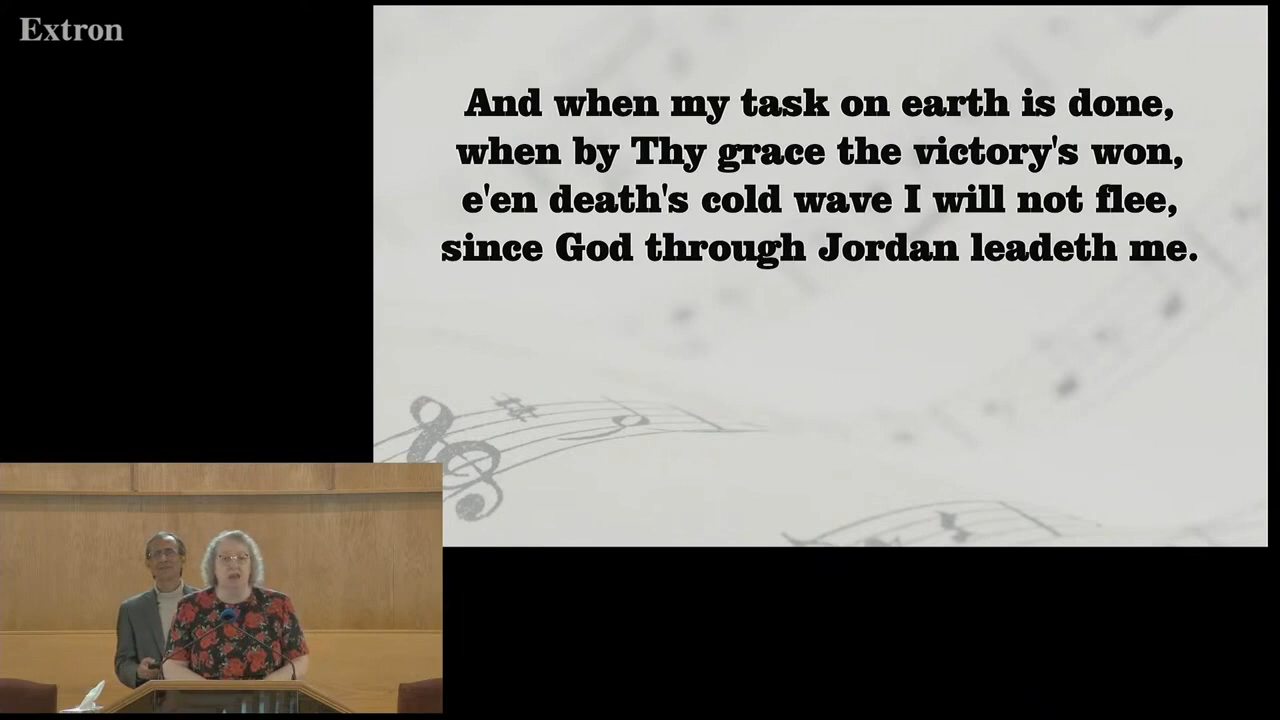 Extron
And when my task on earth is done,
when by Thy grace the victory's won,
e'en death's cold wave I will not flee,
since God through Jordan leadeth me.